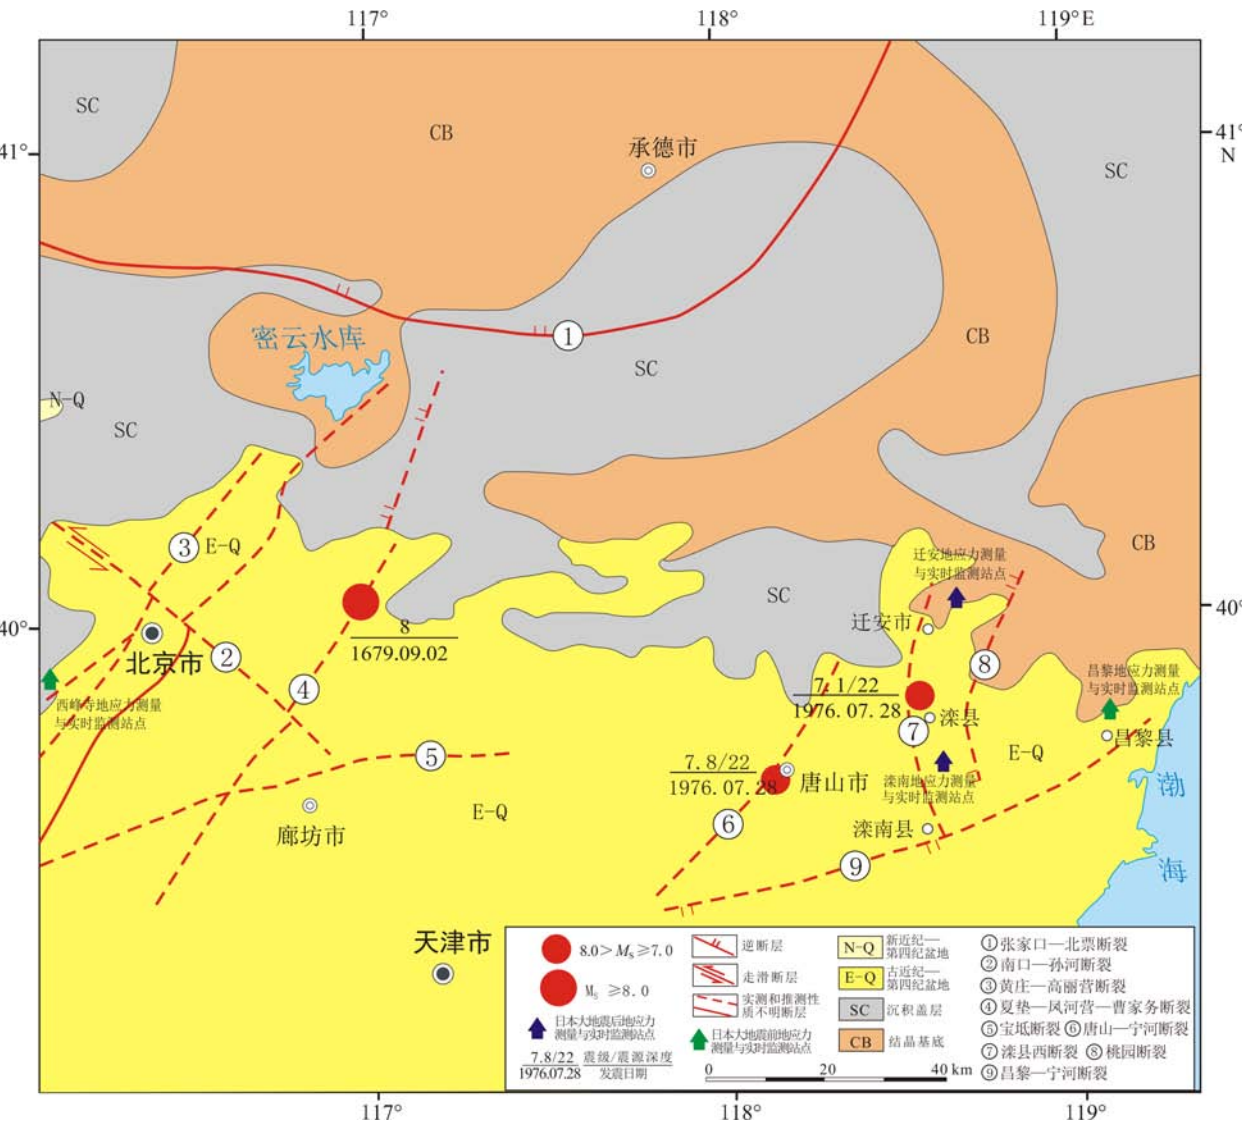 117°
118°
119°E
41°
41°
N
SC
CB
承德市
SC
密云水库
①
CB
SC
N-Q
SC
③
E-Q
CB
迁安地应力测量
与实时监测站点
SC
40°
40°
8
1679.09.02
迁安市
北京市
②
④
⑧
昌黎地应力测量
与实时监测站点
西峰寺地应力测量
与实时监测站点
7.1/22
1976.07.28
滦县
⑦
昌黎县
⑤
E-Q
7.8/22
1976.07.28
唐山市
滦南地应力测量
与实时监测站点
渤
海
E-Q
⑥
滦南县
廊坊市
⑨
天津市
8.0>Ms≥7.0
Ms ≥8.0
日本大地震后地应力
测量与实时监测站点
7.8/22 震级/震源深度
1976.07.28 发震日期
逆断层
走滑断层
实测和推测性
质不明断层
日本大地震前地应力
测量与实时监测站点
N-Q 新近纪—
第四纪盆地
E-Q 古近纪—
第四纪盆地
SC 沉积盖层
CB 结晶基底
0 20 40 km
①张家口—北票断裂
②南口—孙河断裂
③黄庄—高丽营断裂
④夏垫—凤河营—曹家务断裂
⑤宝坻断裂 ⑥唐山—宁河断裂
⑦滦县西断裂 ⑧桃园断裂
⑨昌黎—宁河断裂
117°
118°
119°